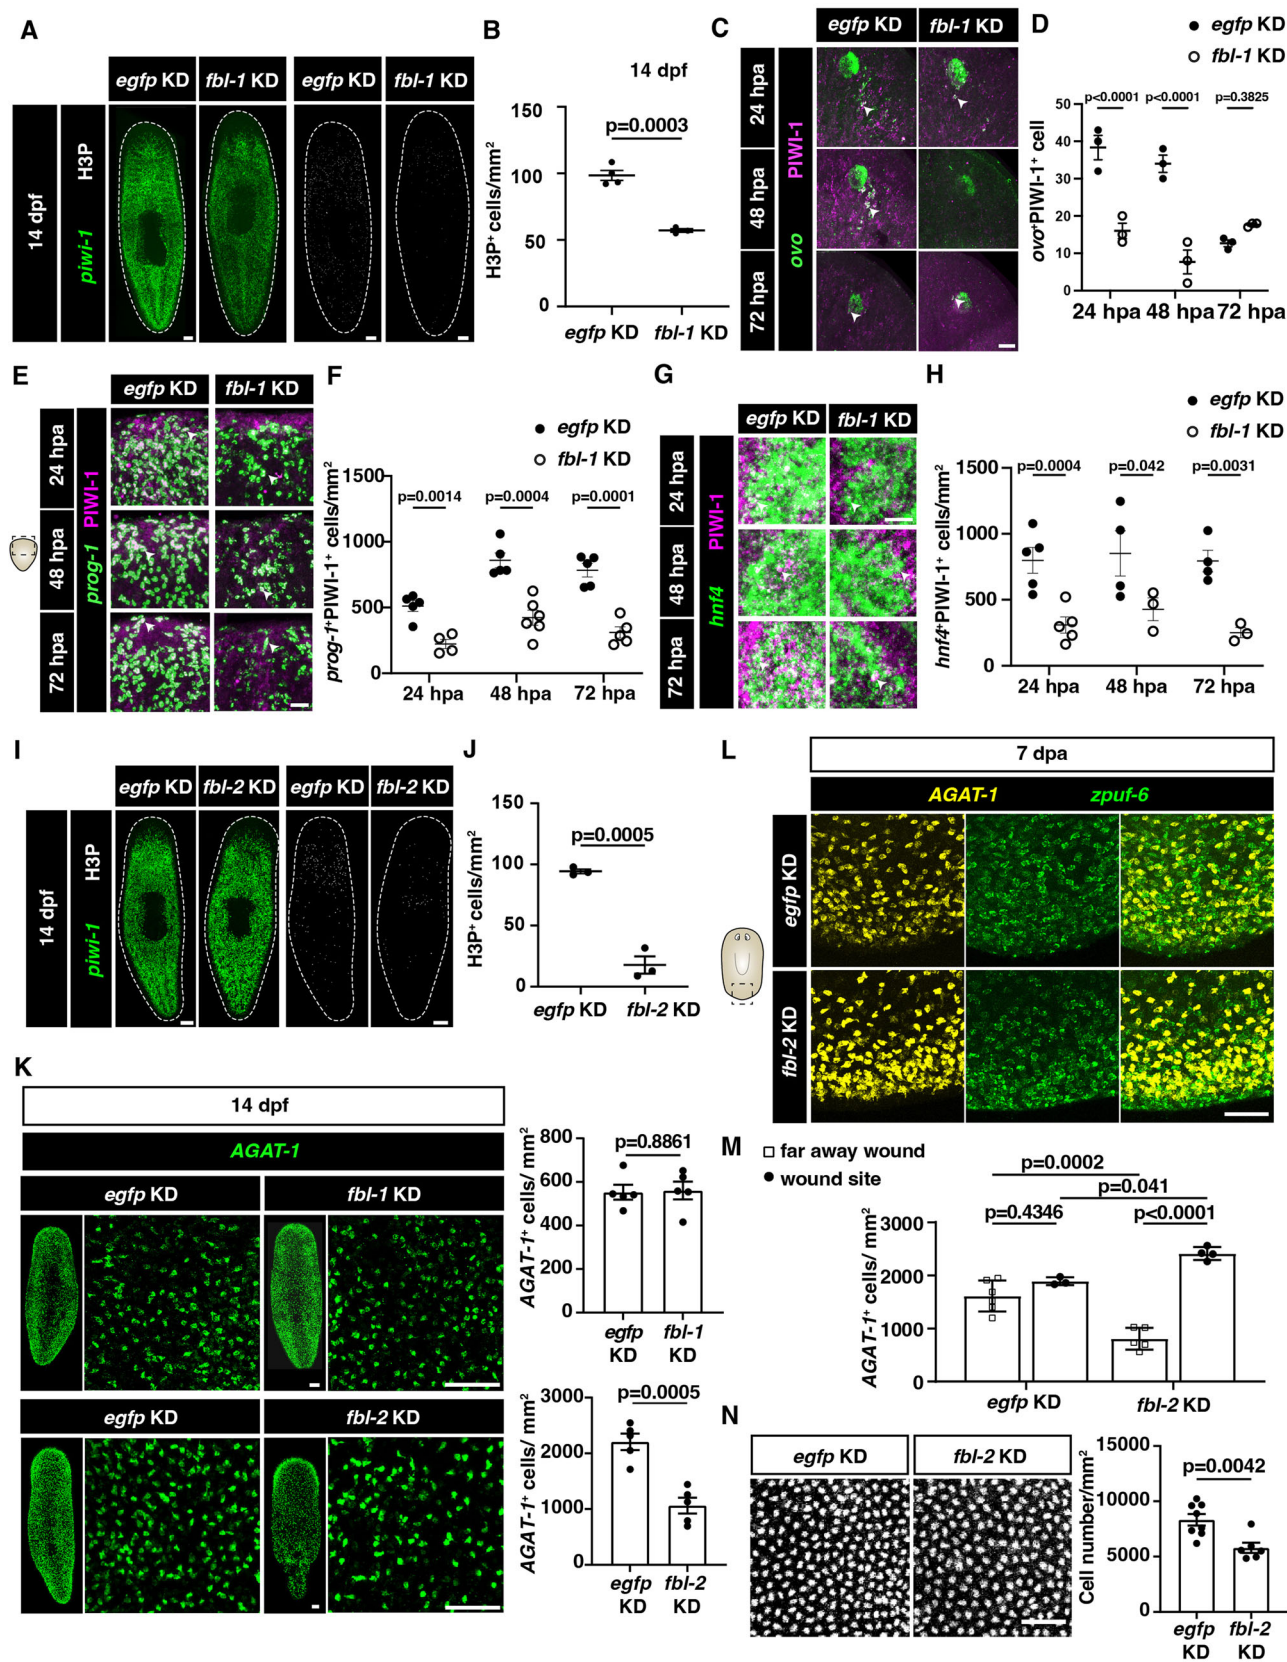 A
egfp KD
fbl-1 KD
egfp KD
fbl-1 KD
14 dpf
piwi-1
H3P
B
14 dpf
p=0.0003
H3P+ cells/mm2
150
100
50
0
egfp KD
fbl-1 KD
C
egfp KD
fbl-1 KD
24 hpa
48 hpa
72 hpa
ovo
PIWI-1
D
egfp KD
fbl-1 KD
p<0.0001
p<0.0001
p=0.3825
ovo+PIWI-1+ cell
50
40
30
20
10
0
24 hpa
48 hpa
72 hpa
E
egfp KD
fbl-1 KD
24 hpa
48 hpa
72 hpa
prog-1
PIWI-1
F
egfp KD
fbl-1 KD
p=0.0014
p=0.0004
p=0.0001
prog-1+PIWI-1+ cells/mm2
1500
1000
500
0
24 hpa
48 hpa
72 hpa
G
egfp KD
fbl-1 KD
24 hpa
48 hpa
72 hpa
hnf4
PIWI-1
H
egfp KD
fbl-1 KD
p=0.0004
p=0.042
p=0.0031
hnf4+PIWI-1+ cells/mm2
1500
1000
500
0
24 hpa
48 hpa
72 hpa
I
egfp KD
fbl-2 KD
egfp KD
fbl-2 KD
14 dpf
piwi-1
H3P
J
p=0.0005
H3P+ cells/mm2
150
100
50
0
egfp KD
fbl-2 KD
L
7 dpa
AGAT-1
zpuf-6
egfp KD
fbl-2 KD
K
14 dpf
AGAT-1
egfp KD
fbl-1 KD
egfp KD
fbl-2 KD
p=0.8861
AGAT-1+ cells/ mm2
800
600
400
200
0
egfp
KD
fbl-1
KD
p=0.0005
AGAT-1+ cells/ mm2
3000
2000
1000
0
egfp
KD
fbl-2
KD
M
far away wound
wound site
p=0.0002
p=0.041
p=0.4346
p<0.0001
AGAT-1+ cells/ mm2
3000
2000
1000
0
egfp KD
fbl-2 KD
N
egfp KD
fbl-2 KD
p=0.0042
Cell number/mm2
15000
10000
5000
0
egfp
KD
fbl-2
KD